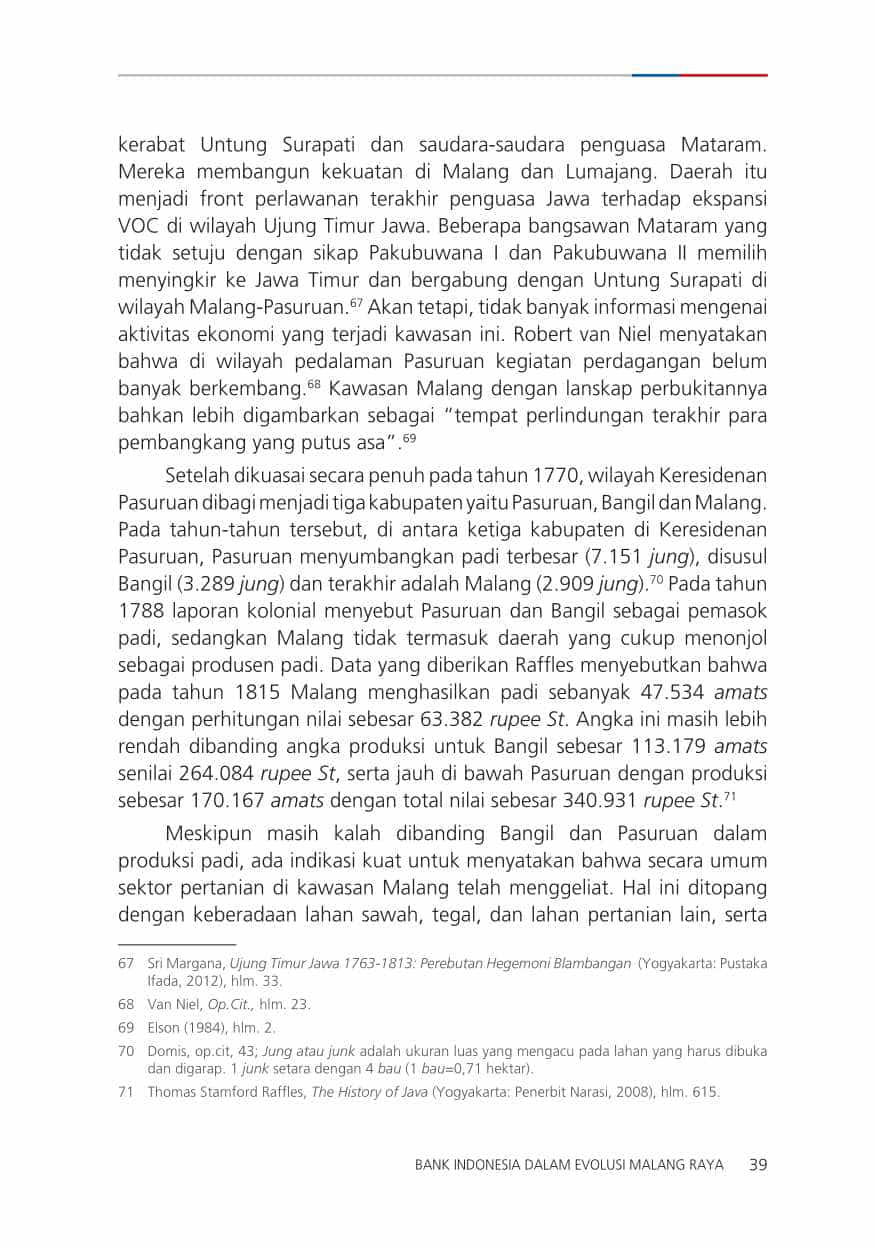 kerabat Untung Surapati dan saudara-saudara penguasa Mataram.
Mereka membangun kekuatan di Malang dan Lumajang. Daerah itu
menjadi front perlawanan terakhir penguasa Jawa terhadap ekspansi
VOC di wilayah Ujung Timur Jawa. Beberapa bangsawan Mataram yang
tidak setuju dengan sikap Pakubuwana I dan Pakubuwana II memilih
menyingkir ke Jawa Timur dan bergabung dengan Untung Surapati di
wilayah Malang-Pasuruan.67 Akan tetapi, tidak banyak informasi mengenai
aktivitas ekonomi yang terjadi kawasan ini. Robert van Niel menyatakan
bahwa di wilayah pedalaman Pasuruan kegiatan perdagangan belum
banyak berkembang.68 Kawasan Malang dengan lanskap perbukitannya
bahkan lebih digambarkan sebagai “tempat perlindungan terakhir para
pembangkang yang putus asa”.69
Setelah dikuasai secara penuh pada tahun 1770, wilayah Keresidenan
Pasuruan dibagi menjadi tiga kabupaten yaitu Pasuruan, Bangil dan Malang.
Pada tahun-tahun tersebut, di antara ketiga kabupaten di Keresidenan
Pasuruan, Pasuruan menyumbangkan padi terbesar (7.151 jung), disusul
Bangil (3.289 jung) dan terakhir adalah Malang (2.909 jung).70 Pada tahun
1788 laporan kolonial menyebut Pasuruan dan Bangil sebagai pemasok
padi, sedangkan Malang tidak termasuk daerah yang cukup menonjol
sebagai produsen padi. Data yang diberikan Raffles menyebutkan bahwa
pada tahun 1815 Malang menghasilkan padi sebanyak 47.534 amats
dengan perhitungan nilai sebesar 63.382 rupee St. Angka ini masih lebih
rendah dibanding angka produksi untuk Bangil sebesar 113.179 amats
senilai 264.084 rupee St, serta jauh di bawah Pasuruan dengan produksi
sebesar 170.167 amats dengan total nilai sebesar 340.931 rupee St.71
Meskipun masih kalah dibanding Bangil dan Pasuruan dalam
produksi padi, ada indikasi kuat untuk menyatakan bahwa secara umum
sektor pertanian di kawasan Malang telah menggeliat. Hal ini ditopang
dengan keberadaan lahan sawah, tegal, dan lahan pertanian lain, serta
67 Sri Margana, Ujung Timur Jawa 1763-1813: Perebutan Hegemoni Blambangan (Yogyakarta: Pustaka
Ifada, 2012), hlm. 33.
68 Van Niel, Op.Cit., hlm. 23.
69 Elson (1984), hlm. 2.
70 Domis, op.cit, 43; Jung atau junk adalah ukuran luas yang mengacu pada lahan yang harus dibuka
dan digarap. 1 junk setara dengan 4 bau (1 bau=0,71 hektar).
71 Thomas Stamford Raffles, The History of Java (Yogyakarta: Penerbit Narasi, 2008), hlm. 615.
BANK INDONESIA DALAM EVOLUSI MALANG RAYA 39